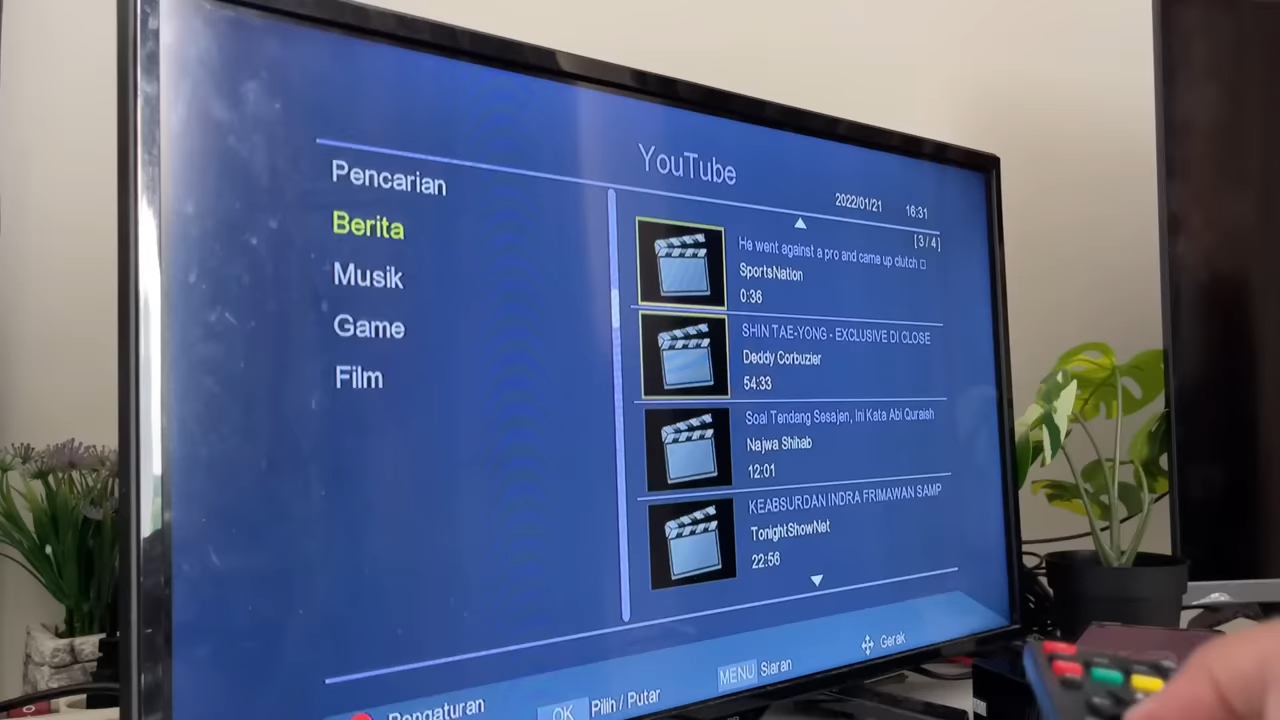 YouTube
2022/01/21 16:31
[3/4]
Pencarian
Berita
Musik
Game
Film
He went against a pro and came up clutch □
SportsNation
0:36
SHIN TAE-YONG - EXCLUSIVE DI CLOSE
Deddy Corbuzier
54:33
Soal Tendang Sesajen, Ini Kata Abi Quraish
Najwa Shihab
12:01
KEABSURDAN INDRA FRIMAWAN SAMP
TonightShowNet
22:56
Pengaturan
OK Pilih / Putar
MENU Siaran
Gerak